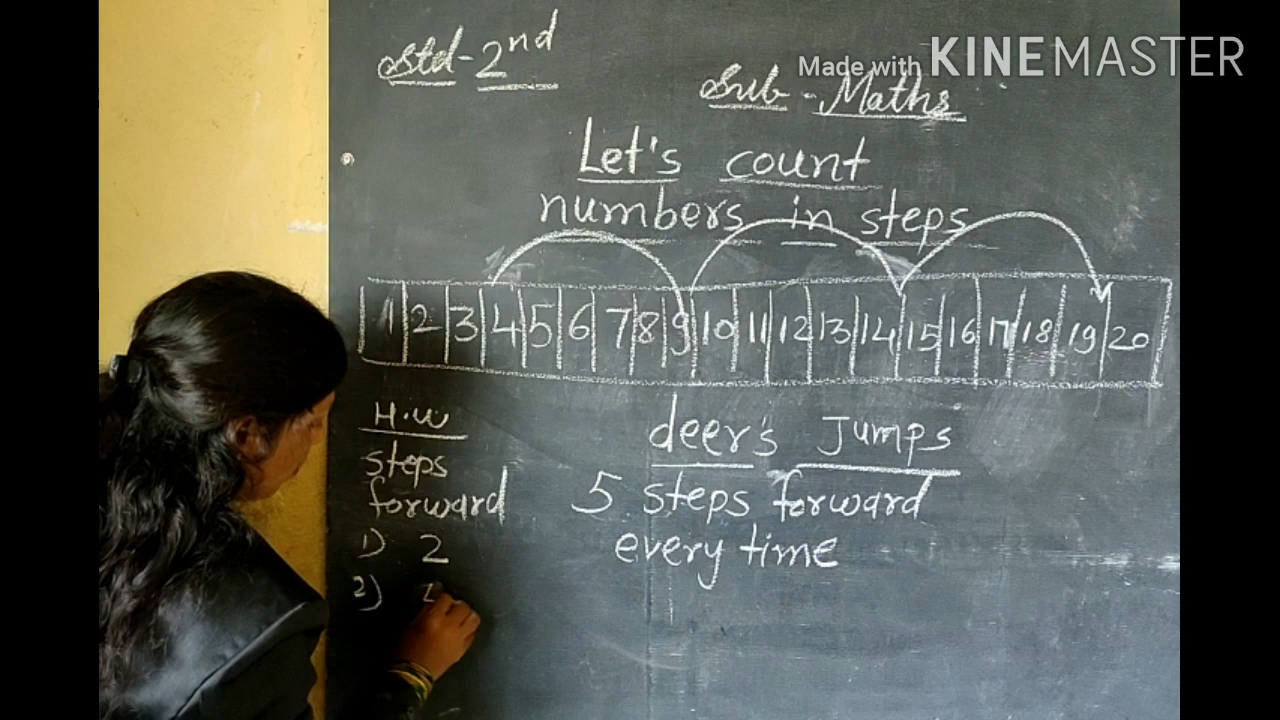 Made with KINEMASTER
Std-2nd
Sub-Maths
Let's count
numbers in steps
1 2 3 4 5 6 7 8 9 10 11 12 13 14 15 16 17 18 19 20
H.W
steps
forward
1) 2
2)
deer's Jumps
5 steps forward
every time